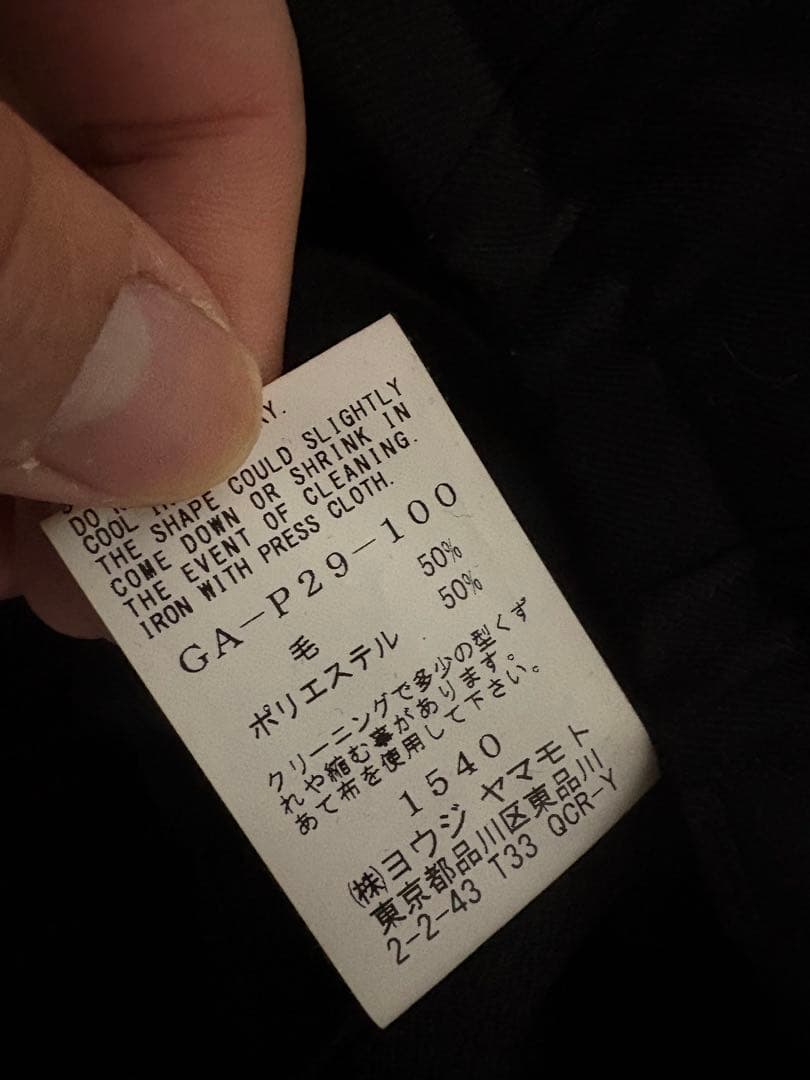 RY.
DO
COOL
THE SHAPE COULD SLIGHTLY
COME DOWN OR SHRINK IN
THE EVENT OF CLEANING.
IRON WITH PRESS CLOTH.
GA-P29-100
毛 50%
ポリエステル 50%
クリーニングで多少の型くず
れや縮む事があります。
あて布を使用して下さい。
1540
㈱ヨウジ ヤマモト
東京都品川区東品川
2-2-43 T33 QCR-Y